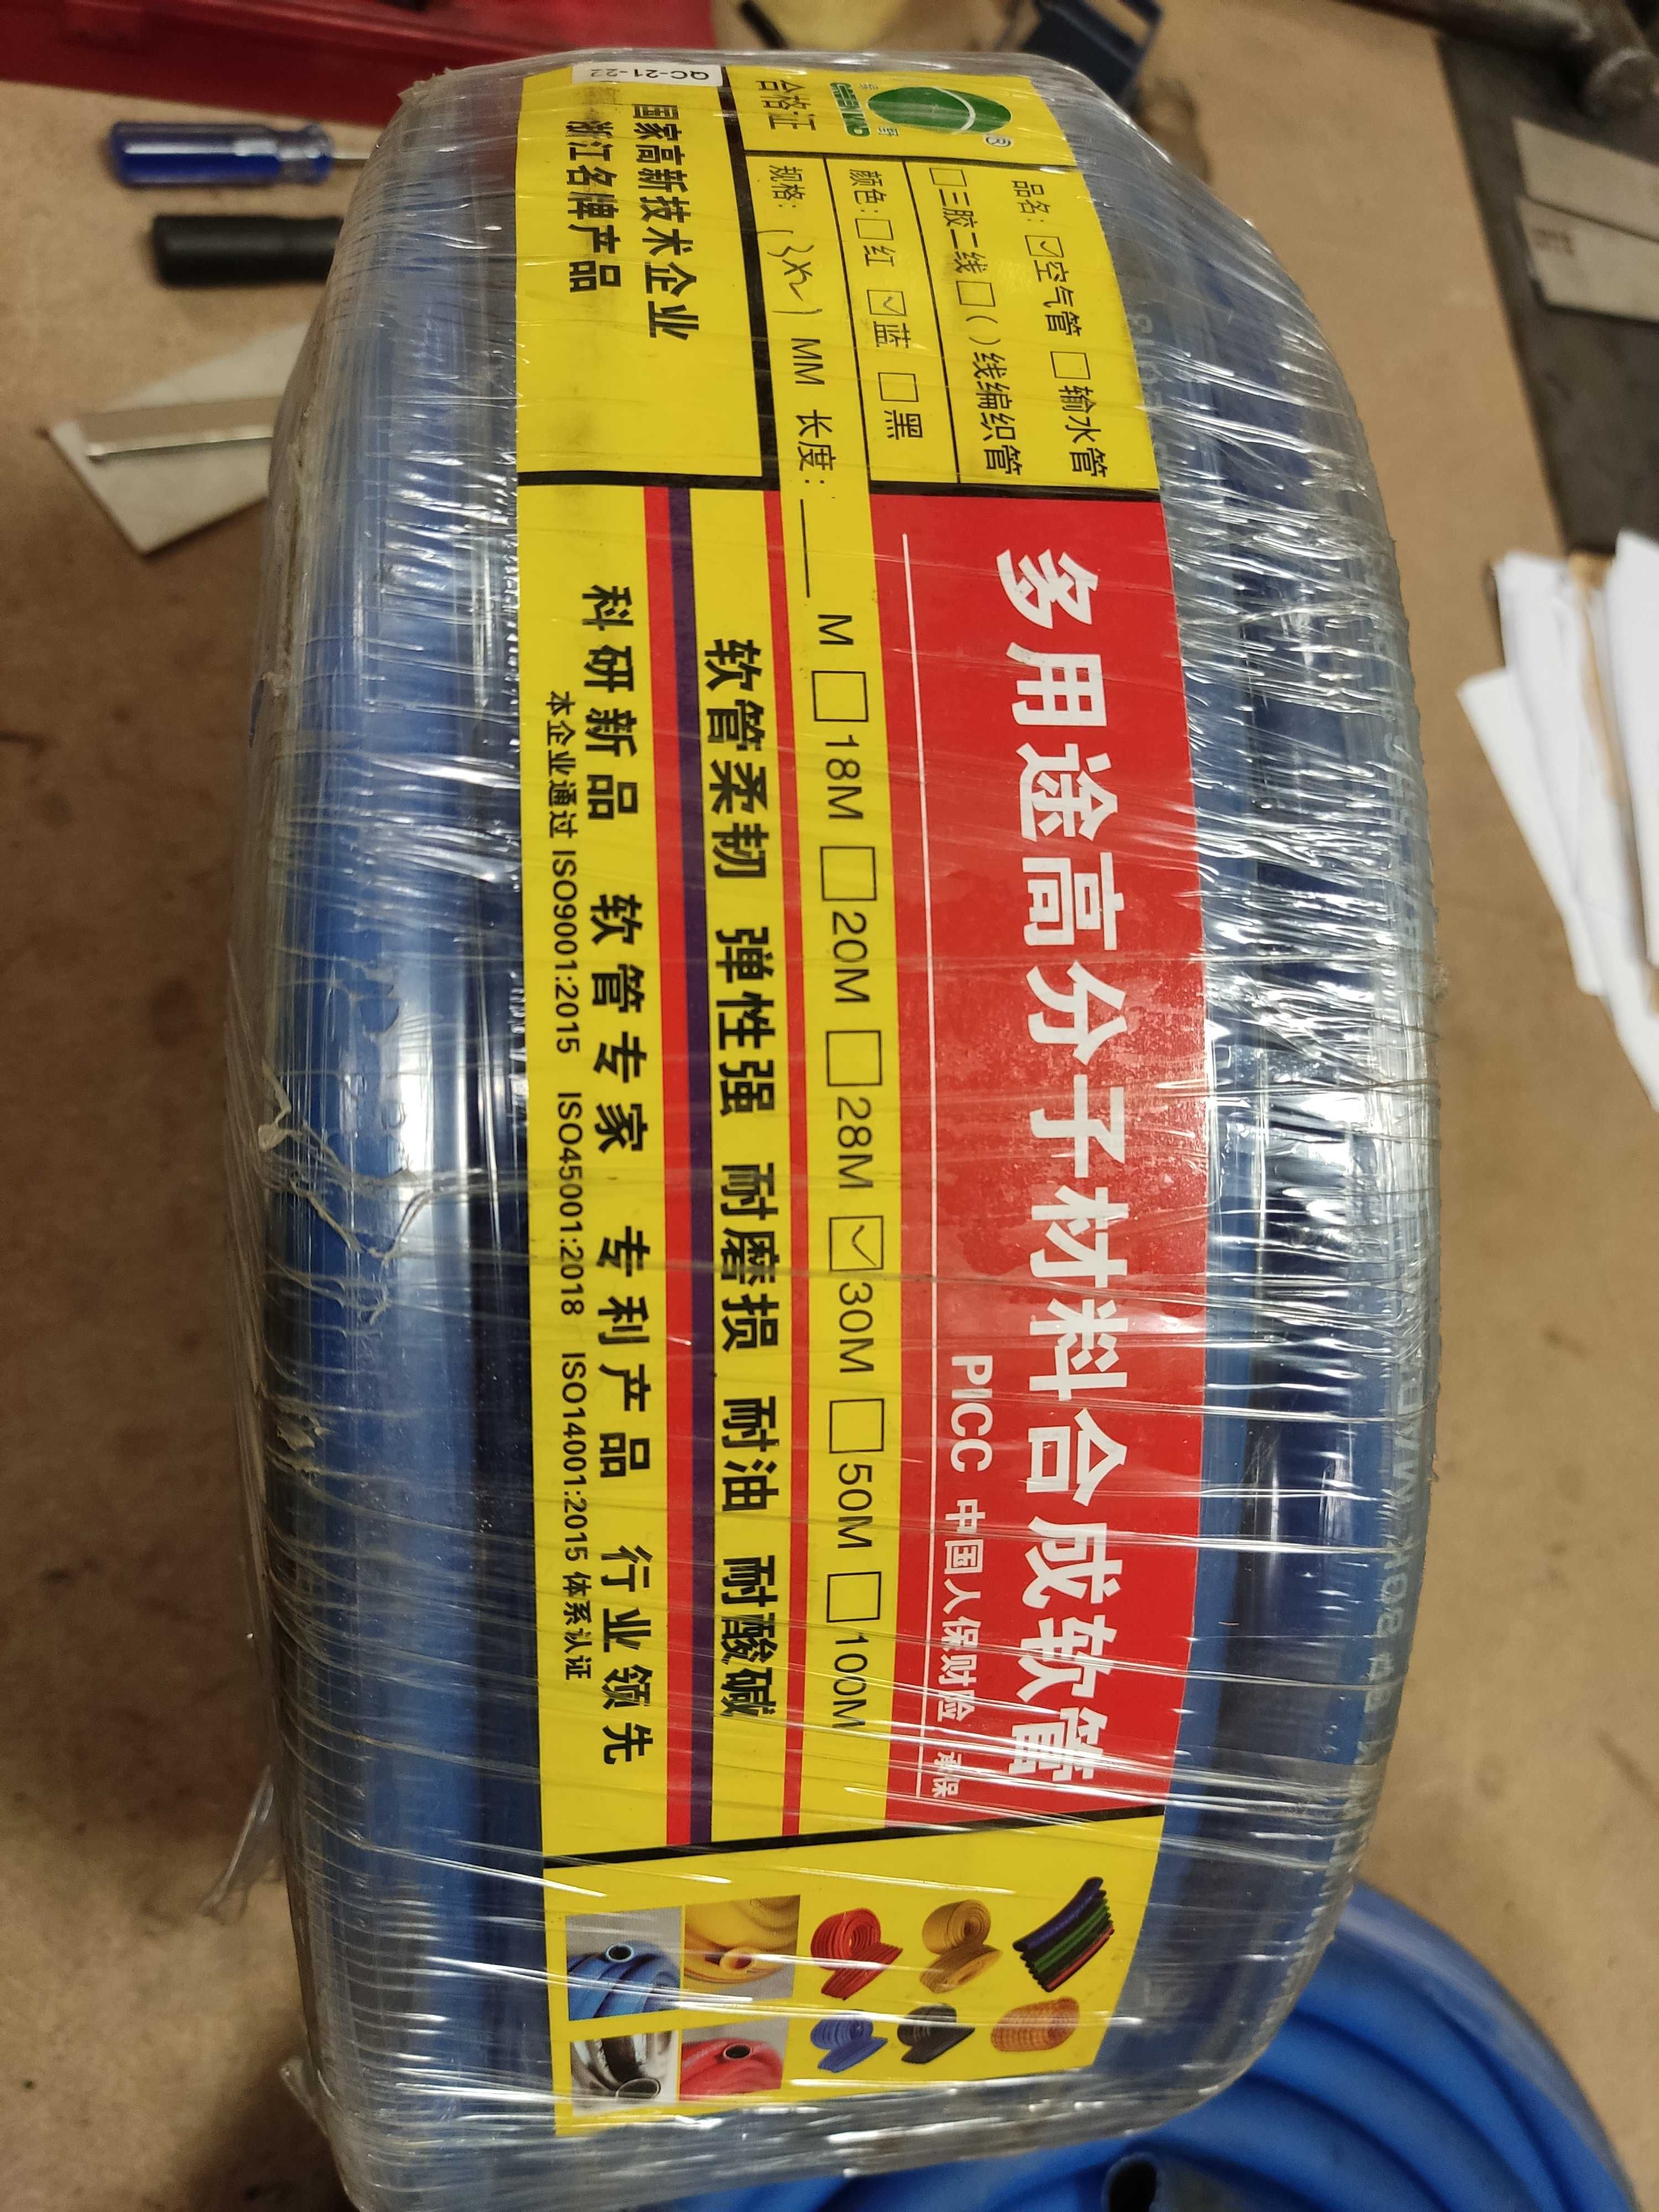 QC-21-22
合格证
®
品名: ☑空气管 □输水管
□三胶二线□( )线编织管
颜色: □红 ☑蓝 □黑
规格: MM 长度: ____ M □18M □20M □28M ☑30M □50M □100M
国家高新技术企业
浙江名牌产品
多用途高分子材料合成软管
PICC 中国人保财险 承保
软管柔韧 弹性强 耐磨损 耐油 耐酸碱
科研新品 软管专家 专利产品 行业领先
本企业通过 ISO9001:2015 ISO45001:2018 ISO14001:2015 体系认证